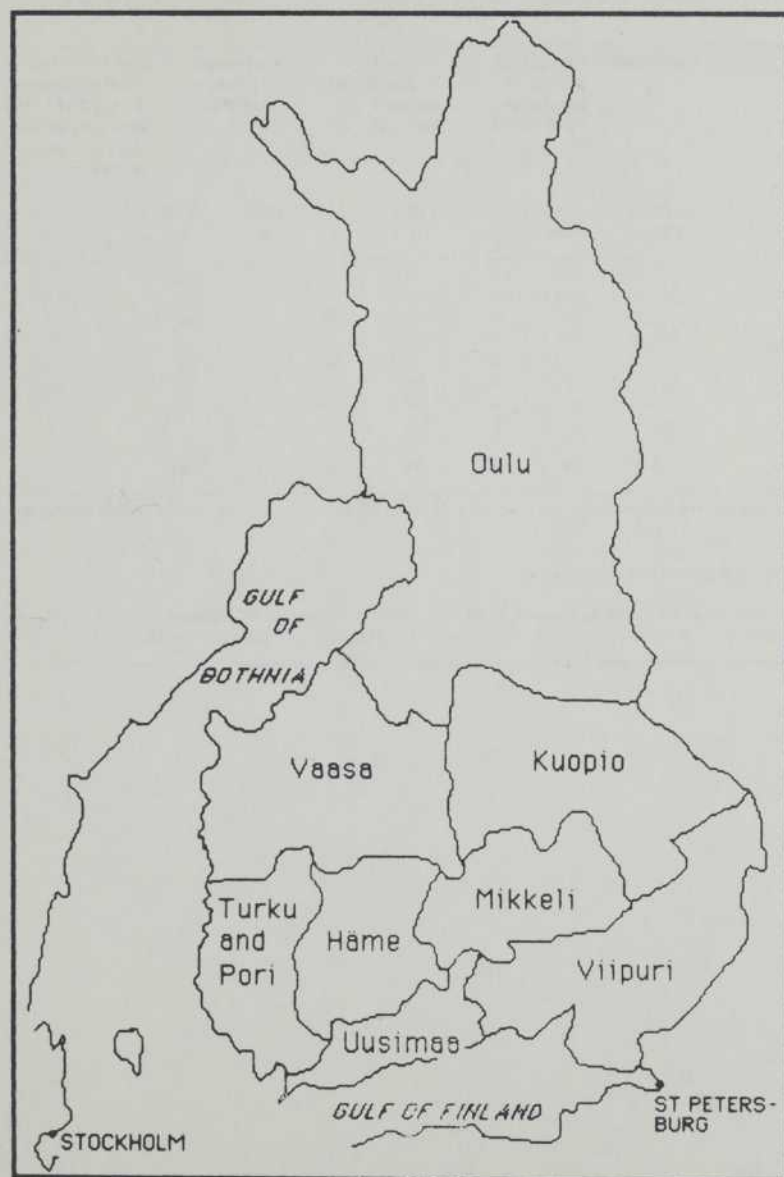 Oulu
GULF
OF
BOTHNIA
Vaasa
Kuopio
Turku
and
Pori
Häme
Mikkeli
Viipuri
Uusimaa
GULF OF FINLAND
ST PETERS-
BURG
STOCKHOLM